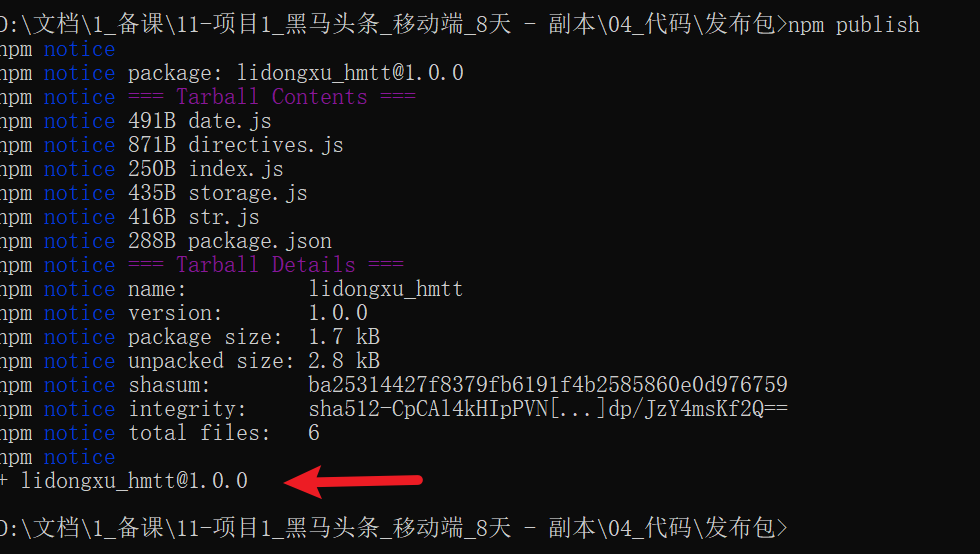 D:\文档\1_备课\11-项目1_黑马头条_移动端_8天 - 副本\04_代码\发布包>npm publish
npm notice
npm notice package: lidongxu_hmtt@1.0.0
npm notice === Tarball Contents ===
npm notice 491B date.js
npm notice 871B directives.js
npm notice 250B index.js
npm notice 435B storage.js
npm notice 416B str.js
npm notice 288B package.json
npm notice === Tarball Details ===
npm notice name: lidongxu_hmtt
npm notice version: 1.0.0
npm notice package size: 1.7 kB
npm notice unpacked size: 2.8 kB
npm notice shasum: ba25314427f8379fb6191f4b2585860e0d976759
npm notice integrity: sha512-CpCAl4kHIpPVN[...]dp/JzY4msKf2Q==
npm notice total files: 6
npm notice
+ lidongxu_hmtt@1.0.0
D:\文档\1_备课\11-项目1_黑马头条_移动端_8天 - 副本\04_代码\发布包>